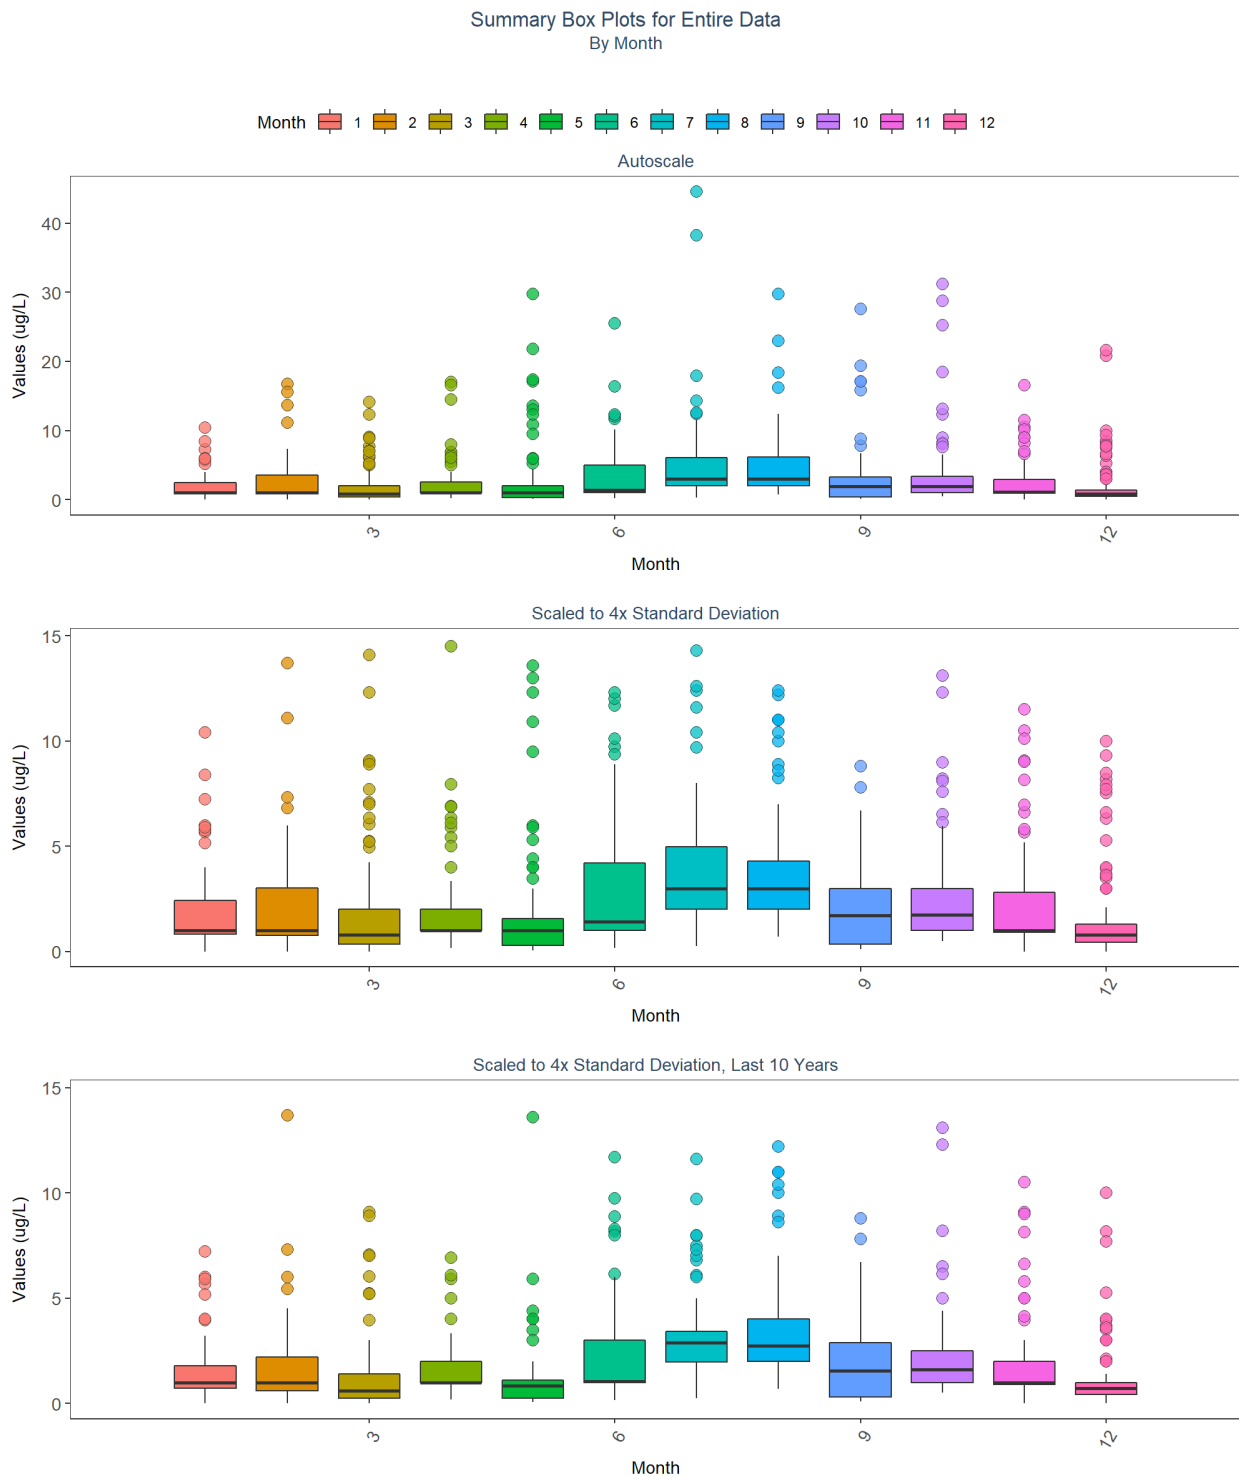 Summary Box Plots for Entire Data
By Month
Month 1 2 3 4 5 6 7 8 9 10 11 12
Autoscale
Values (ug/L)
40
30
20
10
0
3 6 9 12
Month
Scaled to 4x Standard Deviation
Values (ug/L)
15
10
5
0
3 6 9 12
Month
Scaled to 4x Standard Deviation, Last 10 Years
Values (ug/L)
15
10
5
0
3 6 9 12
Month